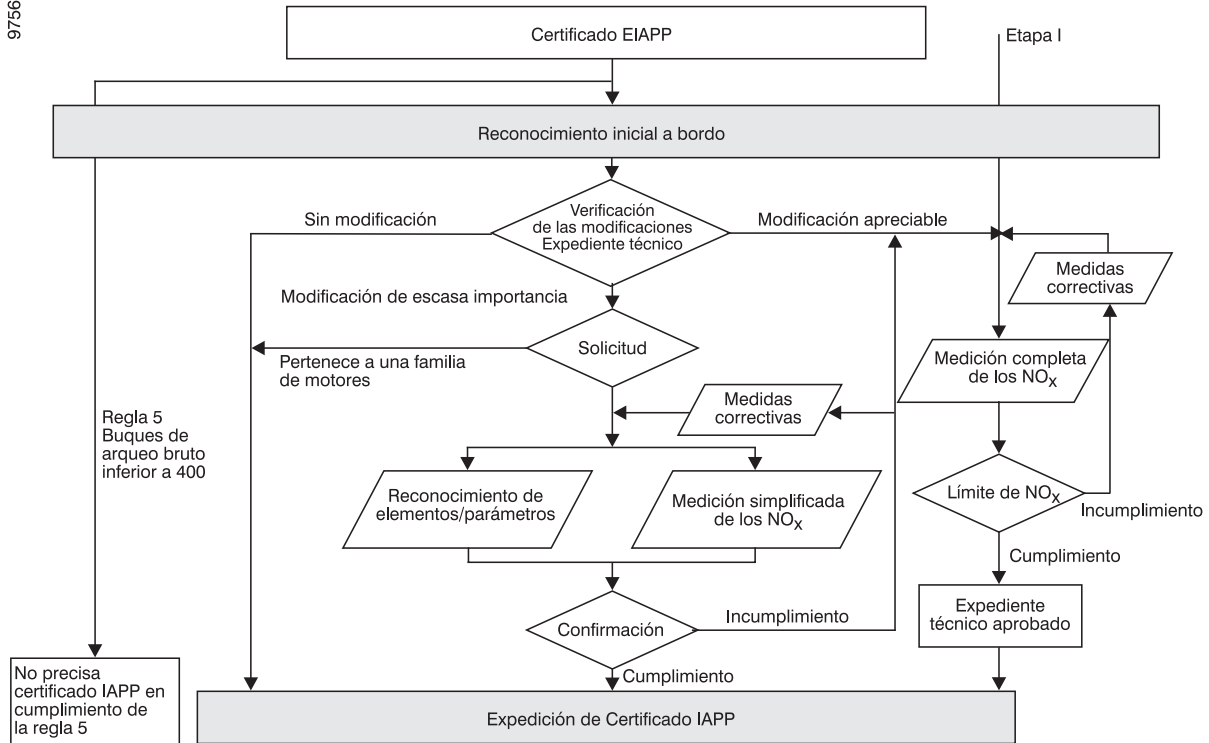 9756
Certificado EIAPP
Etapa I
Reconocimiento inicial a bordo
Sin modificación
Verificación
de las modificaciones
Expediente técnico
Modificación apreciable
Medidas
correctivas
Modificación de escasa importancia
Solicitud
Pertenece a una familia
de motores
Medición completa
de los NOx
Medidas
correctivas
Regla 5
Buques de
arqueo bruto
inferior a 400
Reconocimiento de
elementos/parámetros
Medición simplificada
de los NOx
Límite de NOx
Incumplimiento
Cumplimiento
Expediente
técnico aprobado
Confirmación
Incumplimiento
Cumplimiento
No precisa
certificado IAPP en
cumplimiento de
la regla 5
Expedición de Certificado IAPP